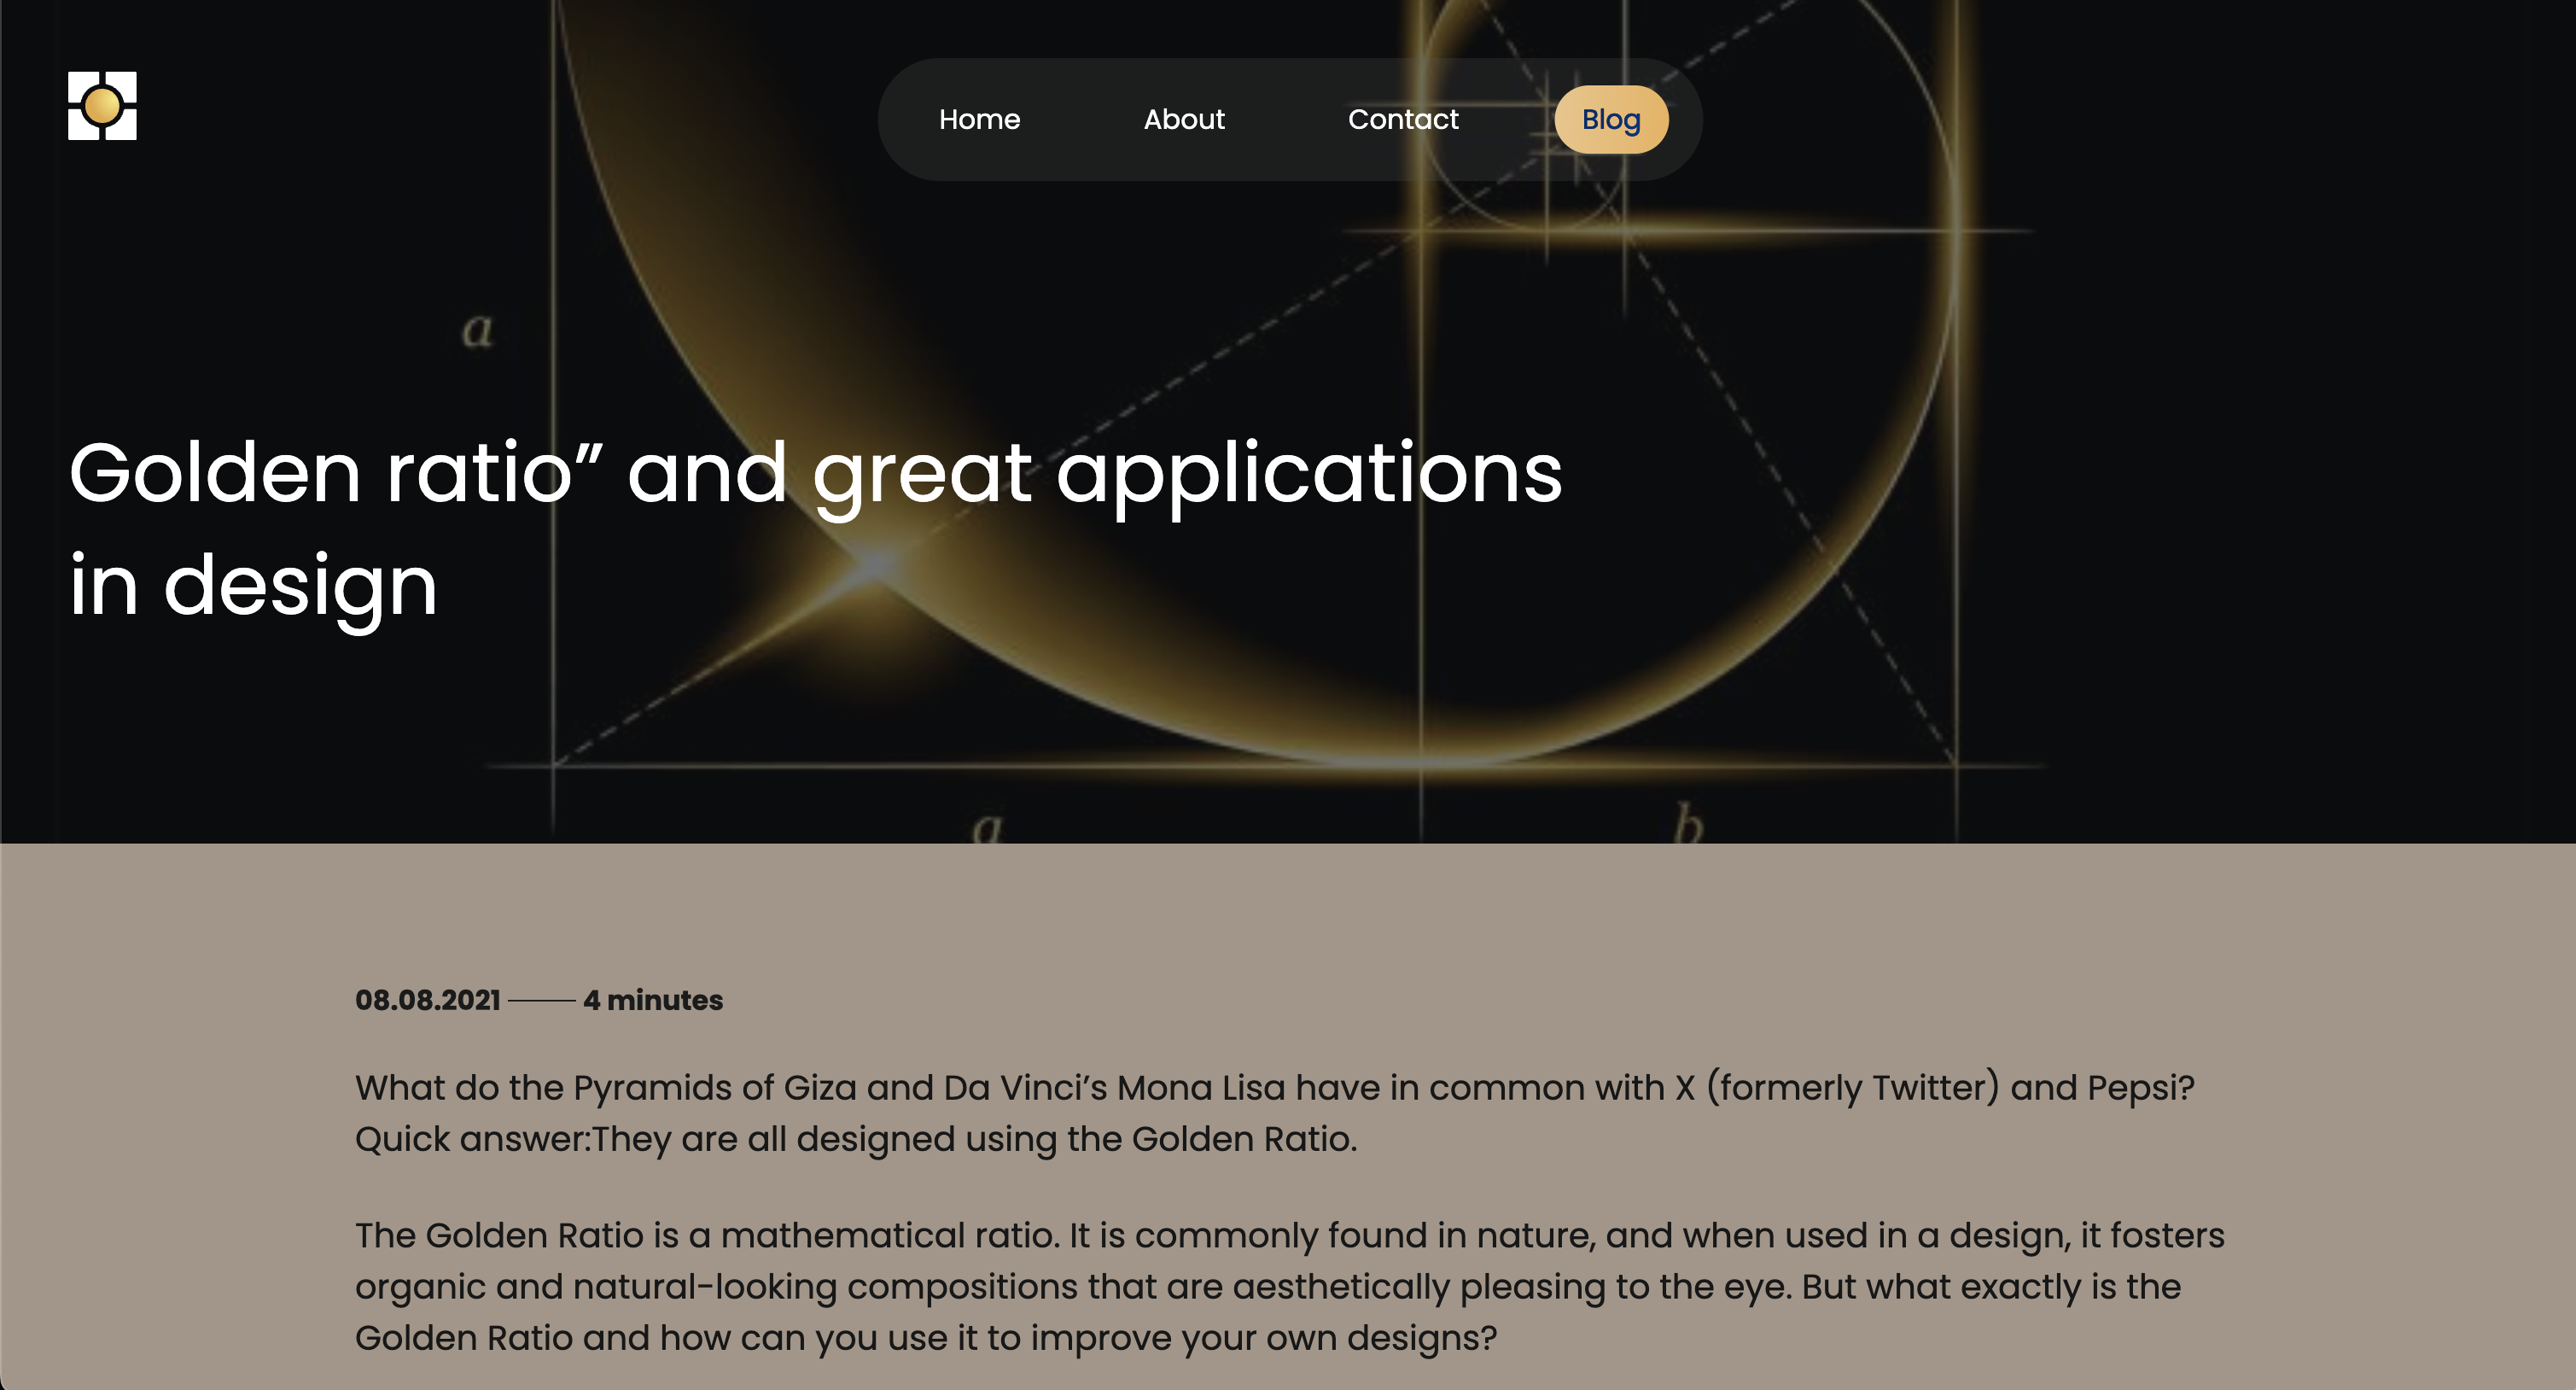 Home About Contact Blog
a
Golden ratio” and great applications
in design
a b
08.08.2021 4 minutes
What do the Pyramids of Giza and Da Vinci’s Mona Lisa have in common with X (formerly Twitter) and Pepsi?
Quick answer:They are all designed using the Golden Ratio.
The Golden Ratio is a mathematical ratio. It is commonly found in nature, and when used in a design, it fosters
organic and natural-looking compositions that are aesthetically pleasing to the eye. But what exactly is the
Golden Ratio and how can you use it to improve your own designs?